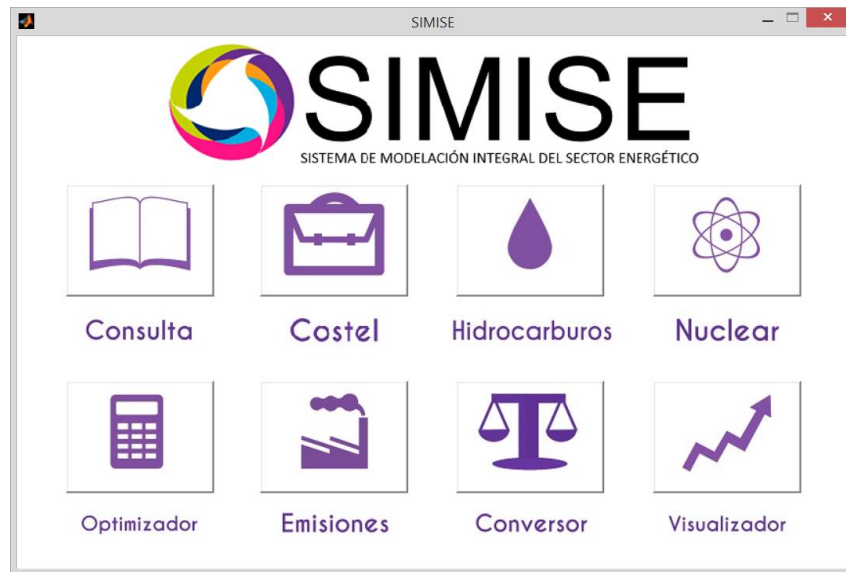 SIMISE
SIMISE
SISTEMA DE MODELACIÓN INTEGRAL DEL SECTOR ENERGÉTICO
Consulta
Costel
Hidrocarburos
Nuclear
Optimizador
Emisiones
Conversor
Visualizador